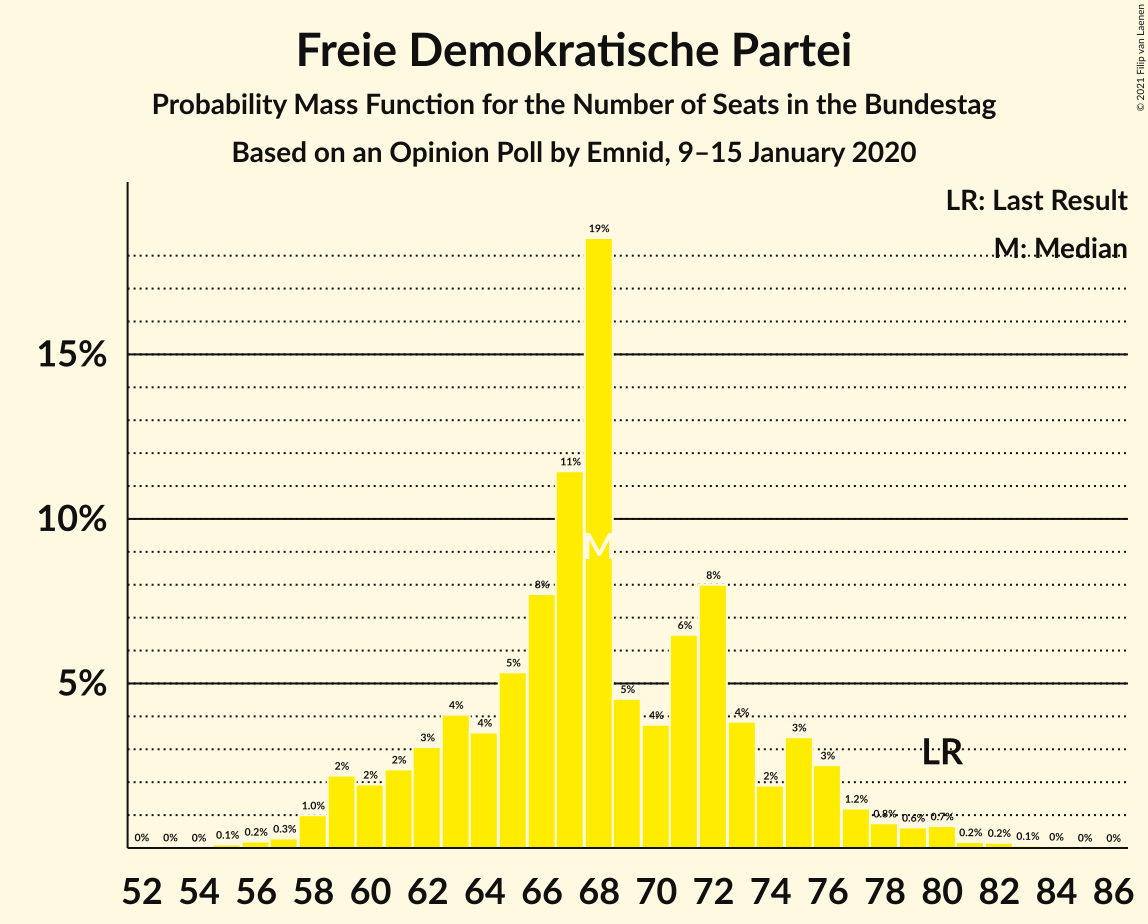 Freie Demokratische Partei
Probability Mass Function for the Number of Seats in the Bundestag
Based on an Opinion Poll by Emnid, 9–15 January 2020
© 2021 Filip van Laenen
LR: Last Result
M: Median
15%
10%
5%
0% 0% 0% 0.1% 0.2% 0.3% 1.0% 2% 2% 2% 3% 4% 4% 5% 8% 11% 19% 5% 4% 6% 8% 4% 2% 3% 3% 1.2% 0.8% 0.6% 0.7% 0.2% 0.2% 0.1% 0% 0% 0%
M
LR
52 54 56 58 60 62 64 66 68 70 72 74 76 78 80 82 84 86